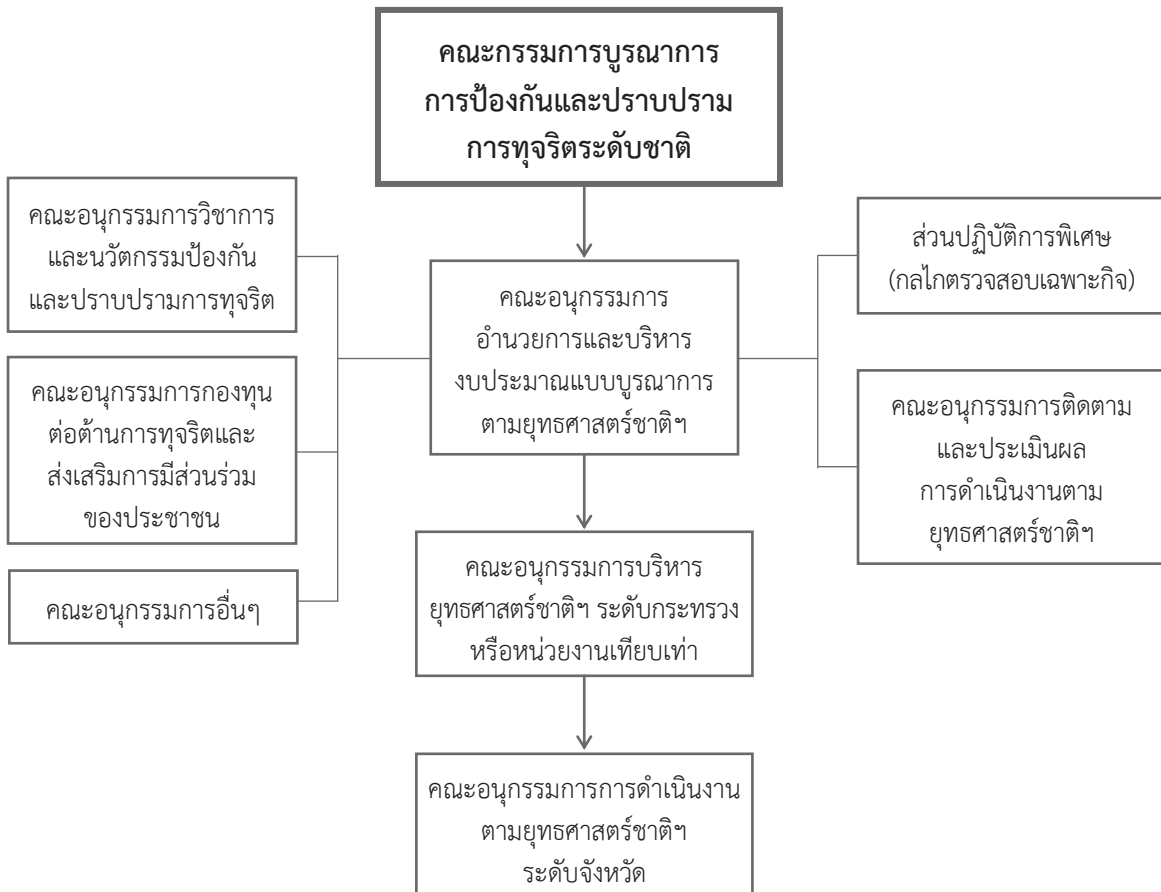 คณะกรรมการบูรณาการ
การป้องกันและปราบปราม
การทุจริตระดับชาติ
คณะอนุกรรมการวิชาการ
และนวัตกรรมป้องกัน
และปราบปรามการทุจริต
คณะอนุกรรมการกองทุน
ต่อต้านการทุจริตและ
ส่งเสริมการมีส่วนร่วม
ของประชาชน
คณะอนุกรรมการอื่นๆ
คณะอนุกรรมการ
อำนวยการและบริหาร
งบประมาณแบบบูรณาการ
ตามยุทธศาสตร์ชาติฯ
ส่วนปฏิบัติการพิเศษ
(กลไกตรวจสอบเฉพาะกิจ)
คณะอนุกรรมการติดตาม
และประเมินผล
การดำเนินงานตาม
ยุทธศาสตร์ชาติฯ
คณะอนุกรรมการบริหาร
ยุทธศาสตร์ชาติฯ ระดับกระทรวง
หรือหน่วยงานเทียบเท่า
คณะอนุกรรมการการดำเนินงาน
ตามยุทธศาสตร์ชาติฯ
ระดับจังหวัด